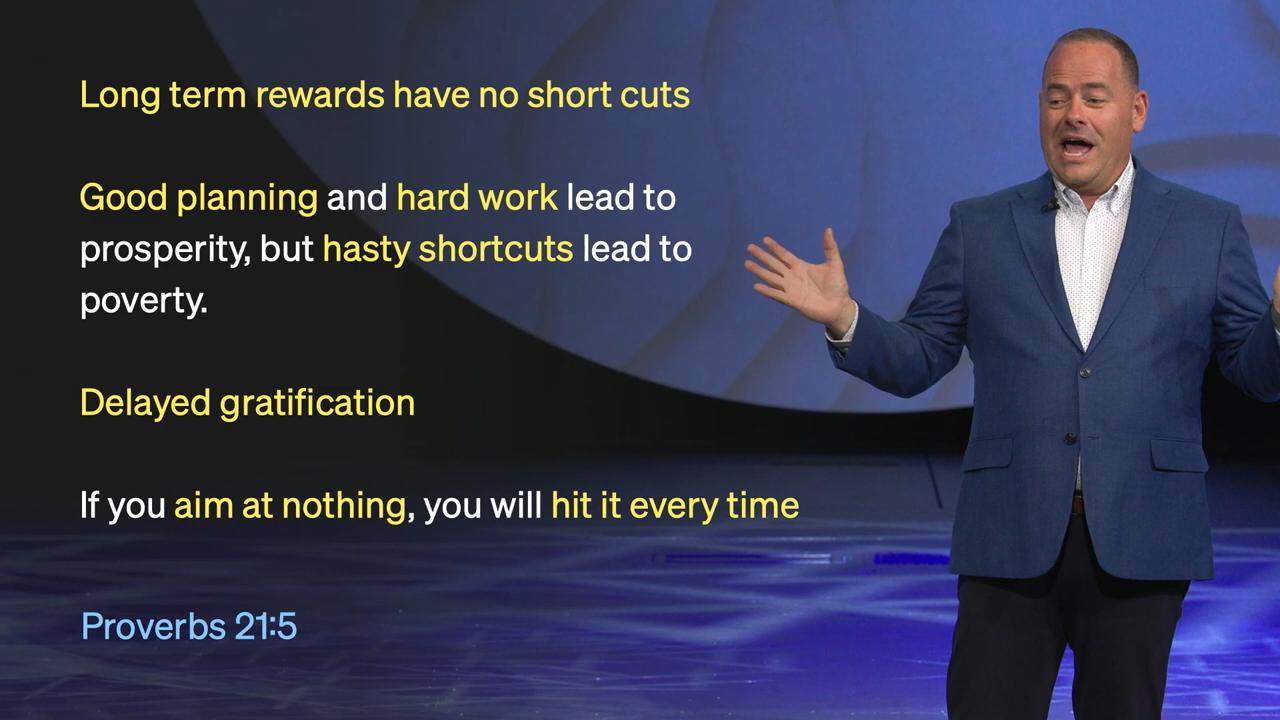 Long term rewards have no short cuts
Good planning and hard work lead to
prosperity, but hasty shortcuts lead to
poverty.
Delayed gratification
If you aim at nothing, you will hit it every time
Proverbs 21:5